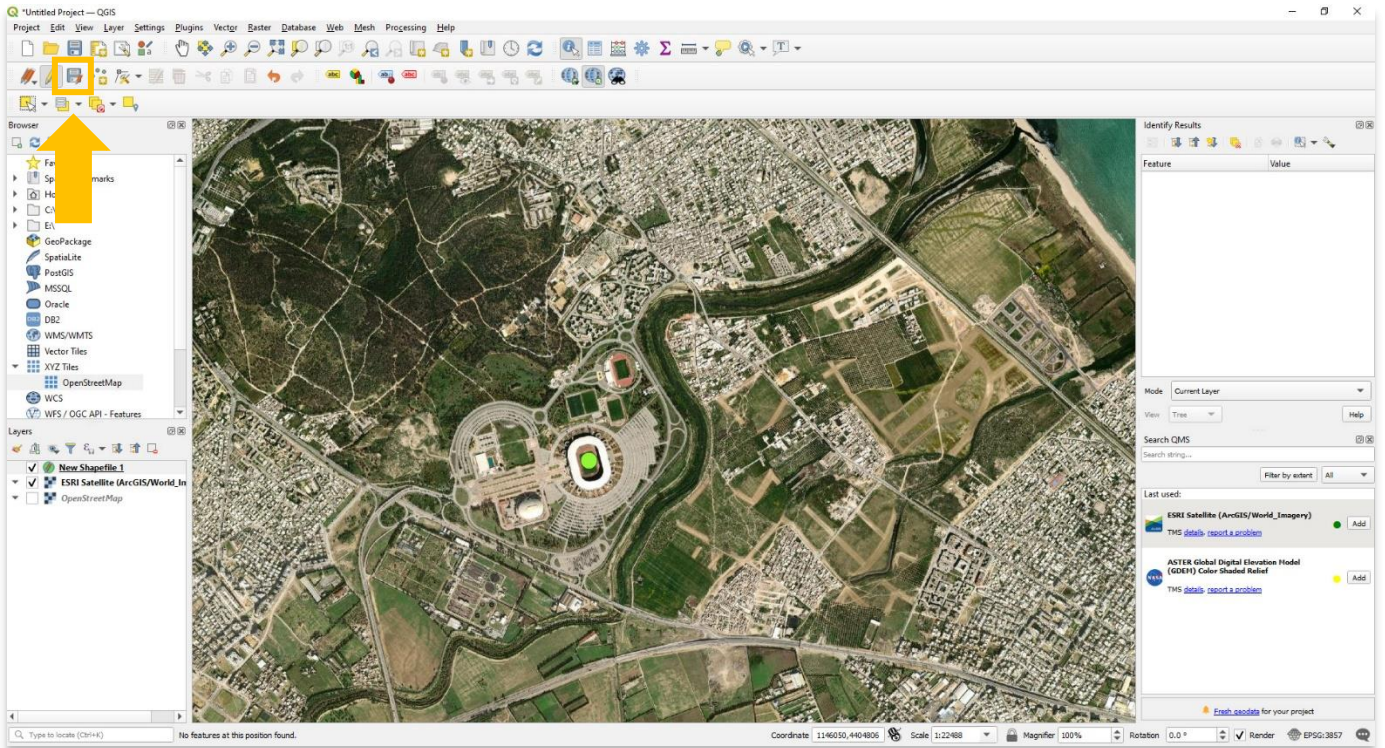 *Untitled Project — QGIS
Project Edit View Layer Settings Plugins Vector Raster Database Web Mesh Processing Help
Browser
Spa marks
GeoPackage
SpatiaLite
PostGIS
MSSQL
Oracle
DB2
WMS/WMTS
Vector Tiles
XYZ Tiles
OpenStreetMap
WCS
WFS / OGC API - Features
Layers
New Shapefile 1
ESRI Satellite (ArcGIS/World_In
OpenStreetMap
Identify Results
Feature Value
Mode Current Layer
View Tree Help
Search QMS
Search string...
Filter by extent All
Last used:
ESRI Satellite (ArcGIS/World_Imagery)
Add
TMS details, report a problem
ASTER Global Digital Elevation Model
(GDEM) Color Shaded Relief
Add
TMS details, report a problem
Fresh geodata for your project
Type to locate (Ctrl+K) No features at this position found. Coordinate 1146050,4404806 Scale 1:22488 Magnifier 100% Rotation 0.0 ° Render EPSG:3857